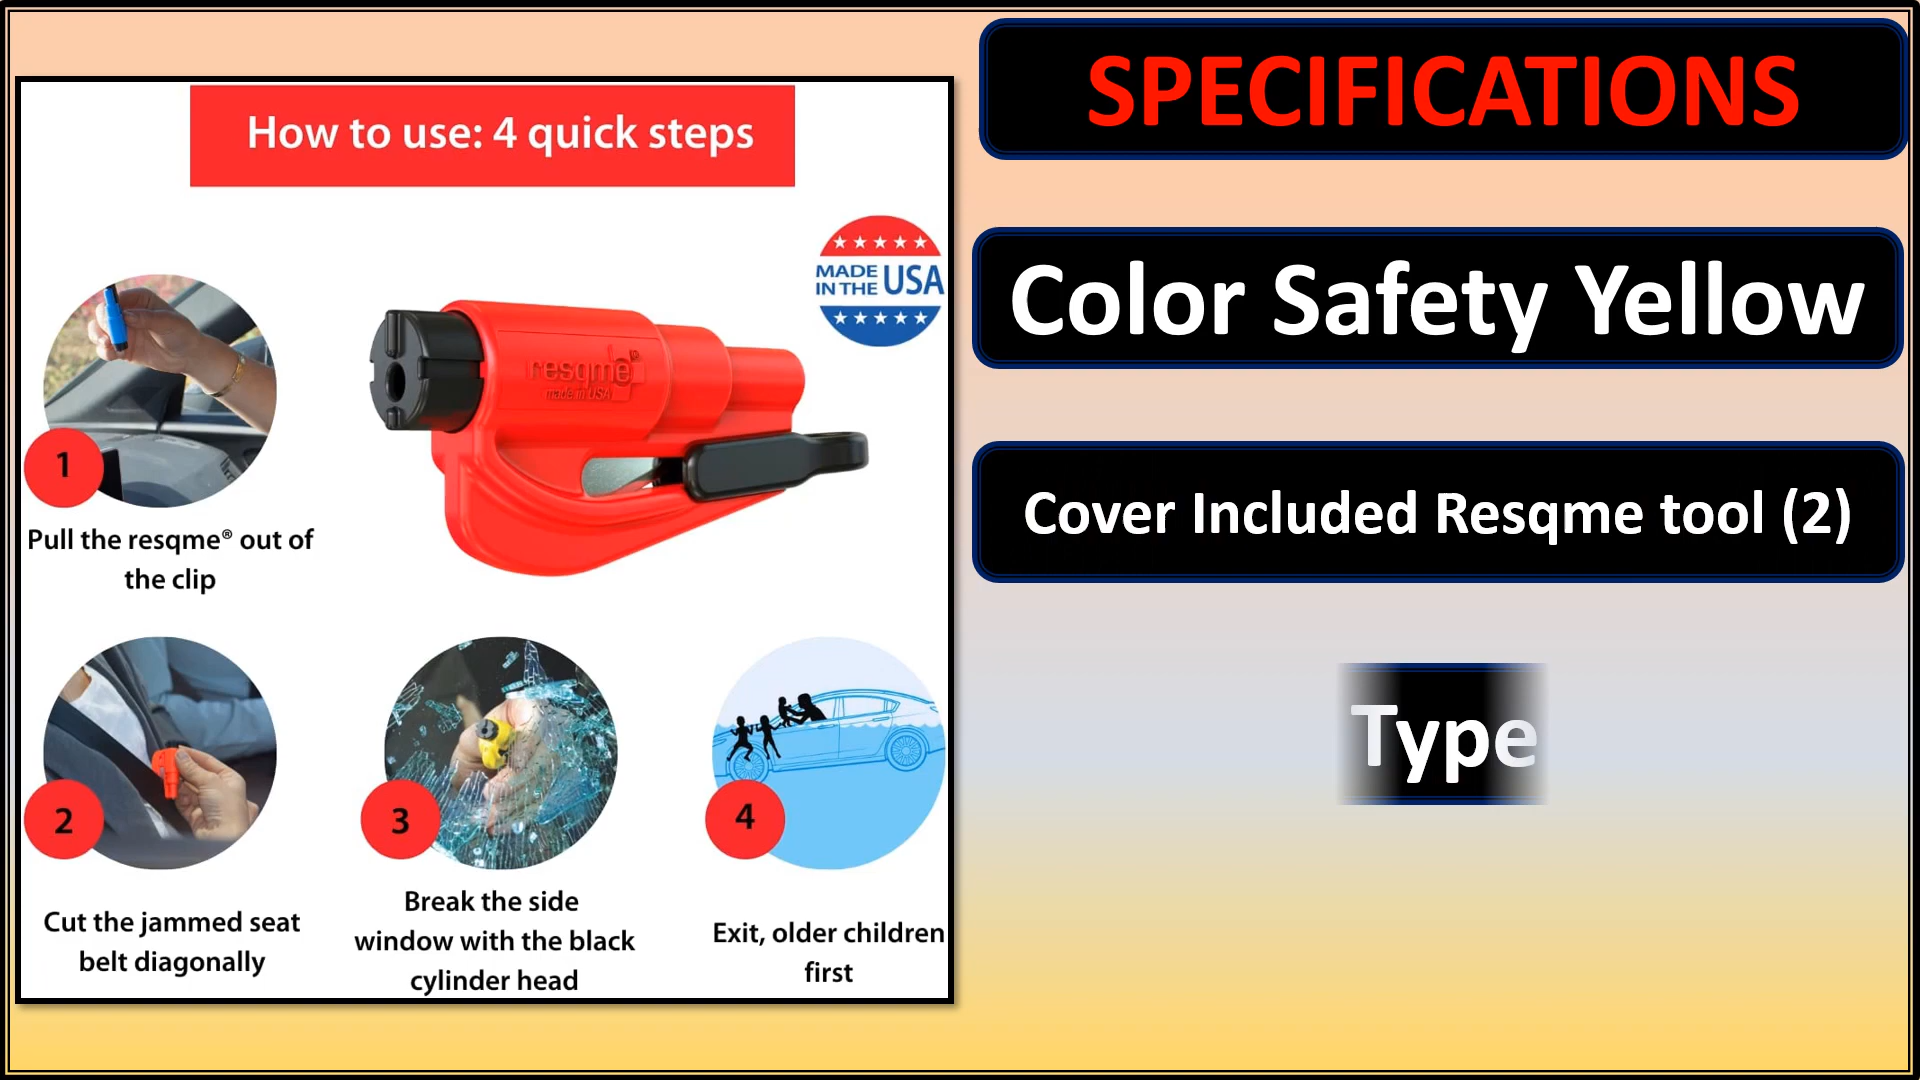 How to use: 4 quick steps
MADE
IN THE USA
resqme®
made in USA
1
Pull the resqme® out of
the clip
2
Cut the jammed seat
belt diagonally
3
Break the side
window with the black
cylinder head
4
Exit, older children
first
SPECIFICATIONS
Color Safety Yellow
Cover Included Resqme tool (2)
Type